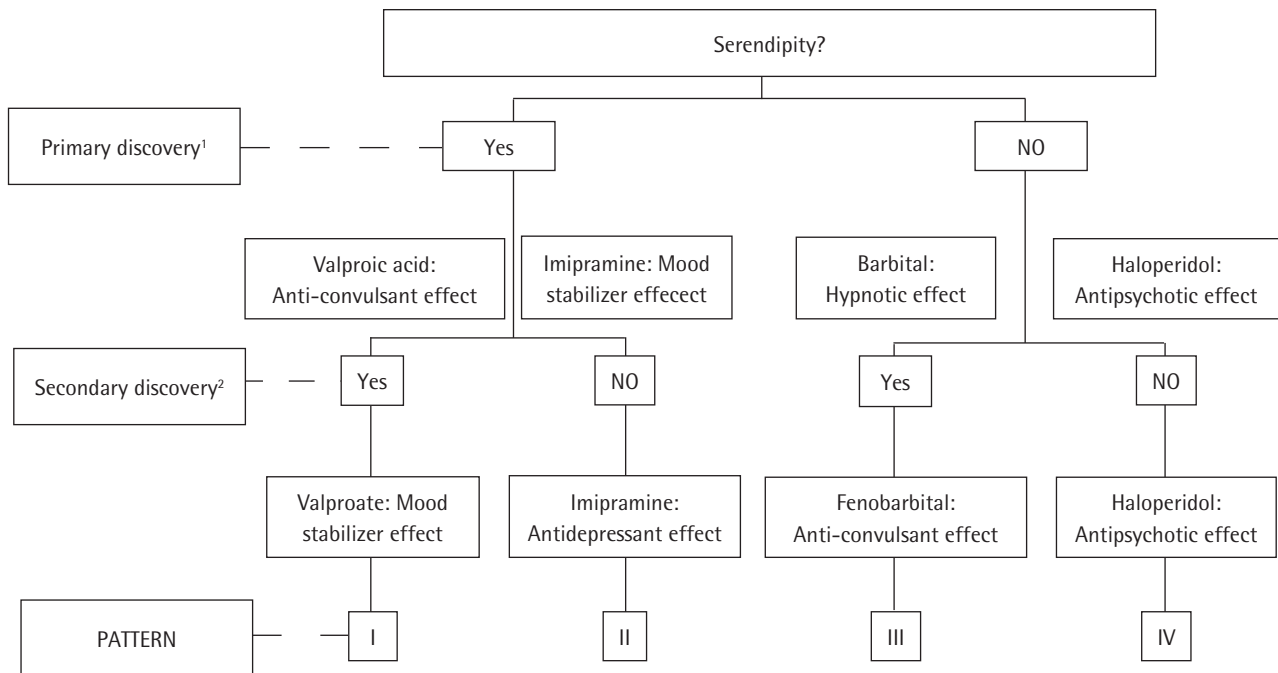 Serendipity?
Primary discovery¹
Yes
NO
Valproic acid:
Anti-convulsant effect
Imipramine: Mood
stabilizer effecect
Barbital:
Hypnotic effect
Haloperidol:
Antipsychotic effect
Secondary discovery²
Yes
NO
Yes
NO
Valproate: Mood
stabilizer effect
Imipramine:
Antidepressant effect
Fenobarbital:
Anti-convulsant effect
Haloperidol:
Antipsychotic effect
PATTERN
I
II
III
IV